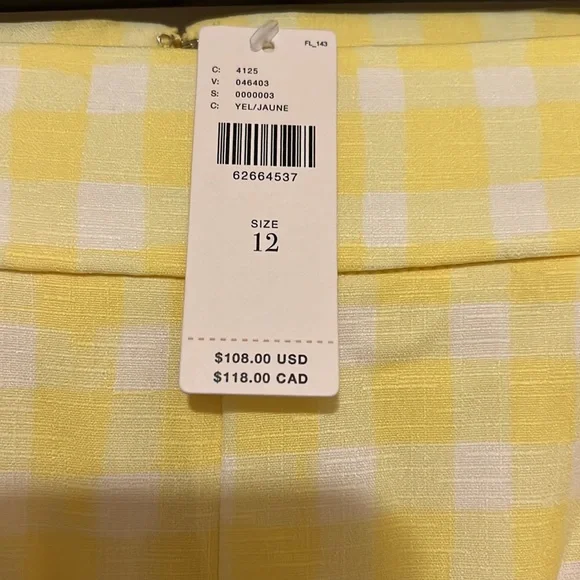 FL_143
C: 4125
V: 046403
S: 0000003
C: YEL/JAUNE
62664537
SIZE
12
$108.00 USD
$118.00 CAD